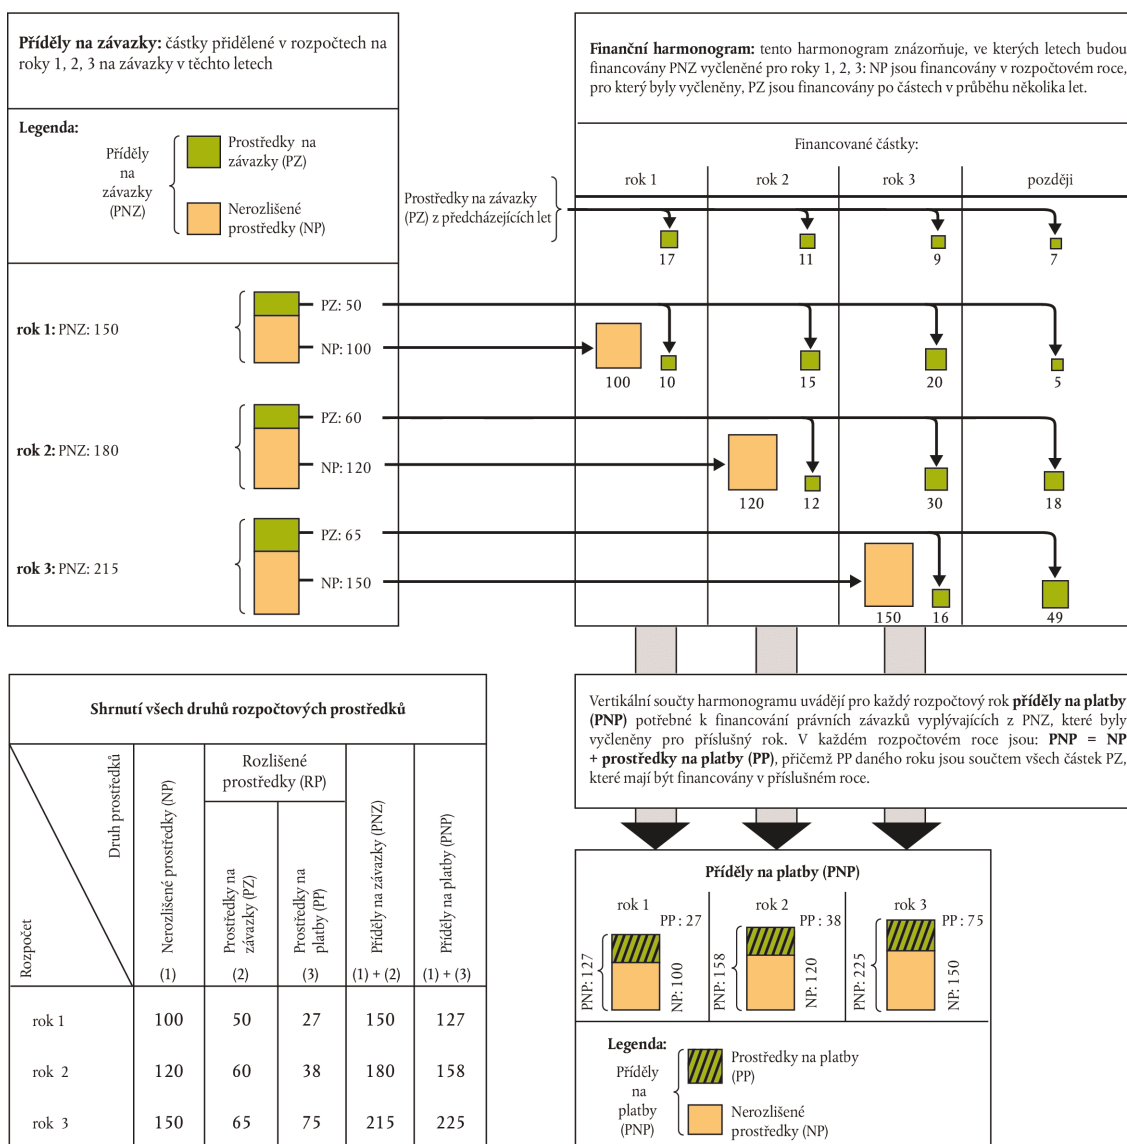 Příděly na závazky: částky přidělené v rozpočtech na
roky 1, 2, 3 na závazky v těchto letech
Legenda:
Příděly
na
závazky
(PNZ)
Prostředky na
závazky (PZ)
Nerozlišené
prostředky (NP)
Finanční harmonogram: tento harmonogram znázorňuje, ve kterých letech budou
financovány PNZ vyčleněné pro roky 1, 2, 3: NP jsou financovány v rozpočtovém roce,
pro který byly vyčleněny, PZ jsou financovány po částech v průběhu několika let.
Financované částky:
rok 1
rok 2
rok 3
později
Prostředky na závazky
(PZ) z předcházejících let
17
11
9
7
rok 1: PNZ: 150
PZ: 50
NP: 100
100
10
15
20
5
rok 2: PNZ: 180
PZ: 60
NP: 120
120
12
30
18
rok 3: PNZ: 215
PZ: 65
NP: 150
150
16
49
Vertikální součty harmonogramu uvádějí pro každý rozpočtový rok příděly na platby
(PNP) potřebné k financování právních závazků vyplývajících z PNZ, které byly
vyčleněny pro příslušný rok. V každém rozpočtovém roce jsou: PNP = NP
+ prostředky na platby (PP), přičemž PP daného roku jsou součtem všech částek PZ,
které mají být financovány v příslušném roce.
Shrnutí všech druhů rozpočtových prostředků
Rozpočet
Druh prostředků
Nerozlišené prostředky (NP)
Rozlišené
prostředky (RP)
Prostředky na
závazky (PZ)
Prostředky na
platby (PP)
Příděly na závazky (PNZ)
Příděly na platby (PNP)
(1)
(2)
(3)
(1) + (2)
(1) + (3)
rok 1
100
50
27
150
127
rok 2
120
60
38
180
158
rok 3
150
65
75
215
225
Příděly na platby (PNP)
rok 1
PP : 27
PNP: 127
NP: 100
rok 2
PP : 38
PNP: 158
NP: 120
rok 3
PP : 75
PNP: 225
NP: 150
Legenda:
Příděly
na
platby
(PNP)
Prostředky na platby
(PP)
Nerozlišené
prostředky (NP)